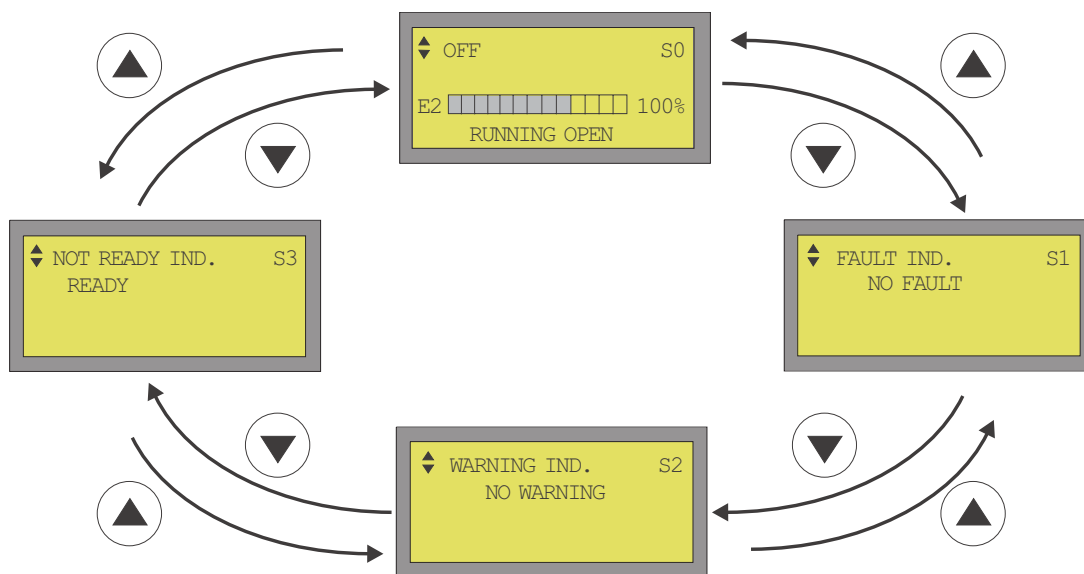 OFF S0
E2 100%
RUNNING OPEN
NOT READY IND. S3
READY
FAULT IND. S1
NO FAULT
WARNING IND. S2
NO WARNING